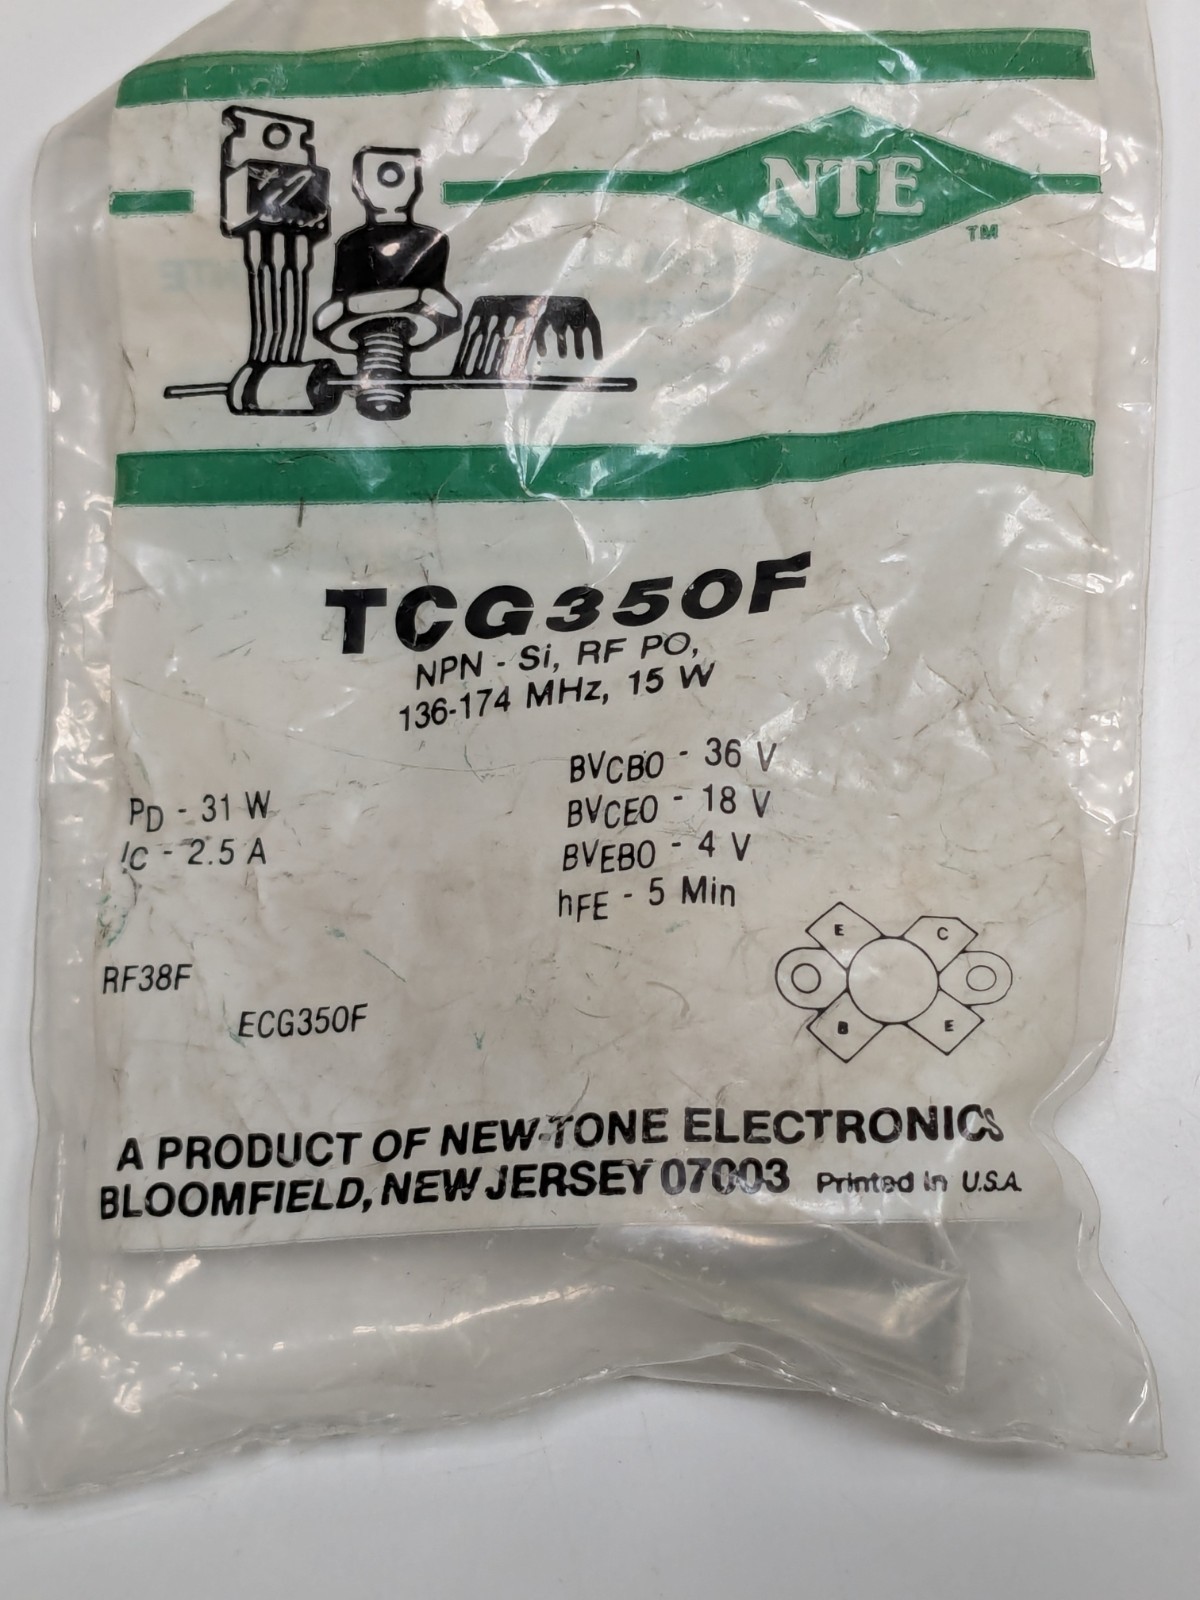 NTE
TM
TCG350F
NPN - Si, RF PO,
136-174 MHz, 15 W
BVCBO - 36 V
PD - 31 W
BVCEO - 18 V
IC - 2.5 A
BVEBO - 4 V
hFE - 5 Min
E C
RF38F
ECG350F
B E
A PRODUCT OF NEW-TONE ELECTRONICS
BLOOMFIELD, NEW JERSEY 07003 Printed in U.S.A.